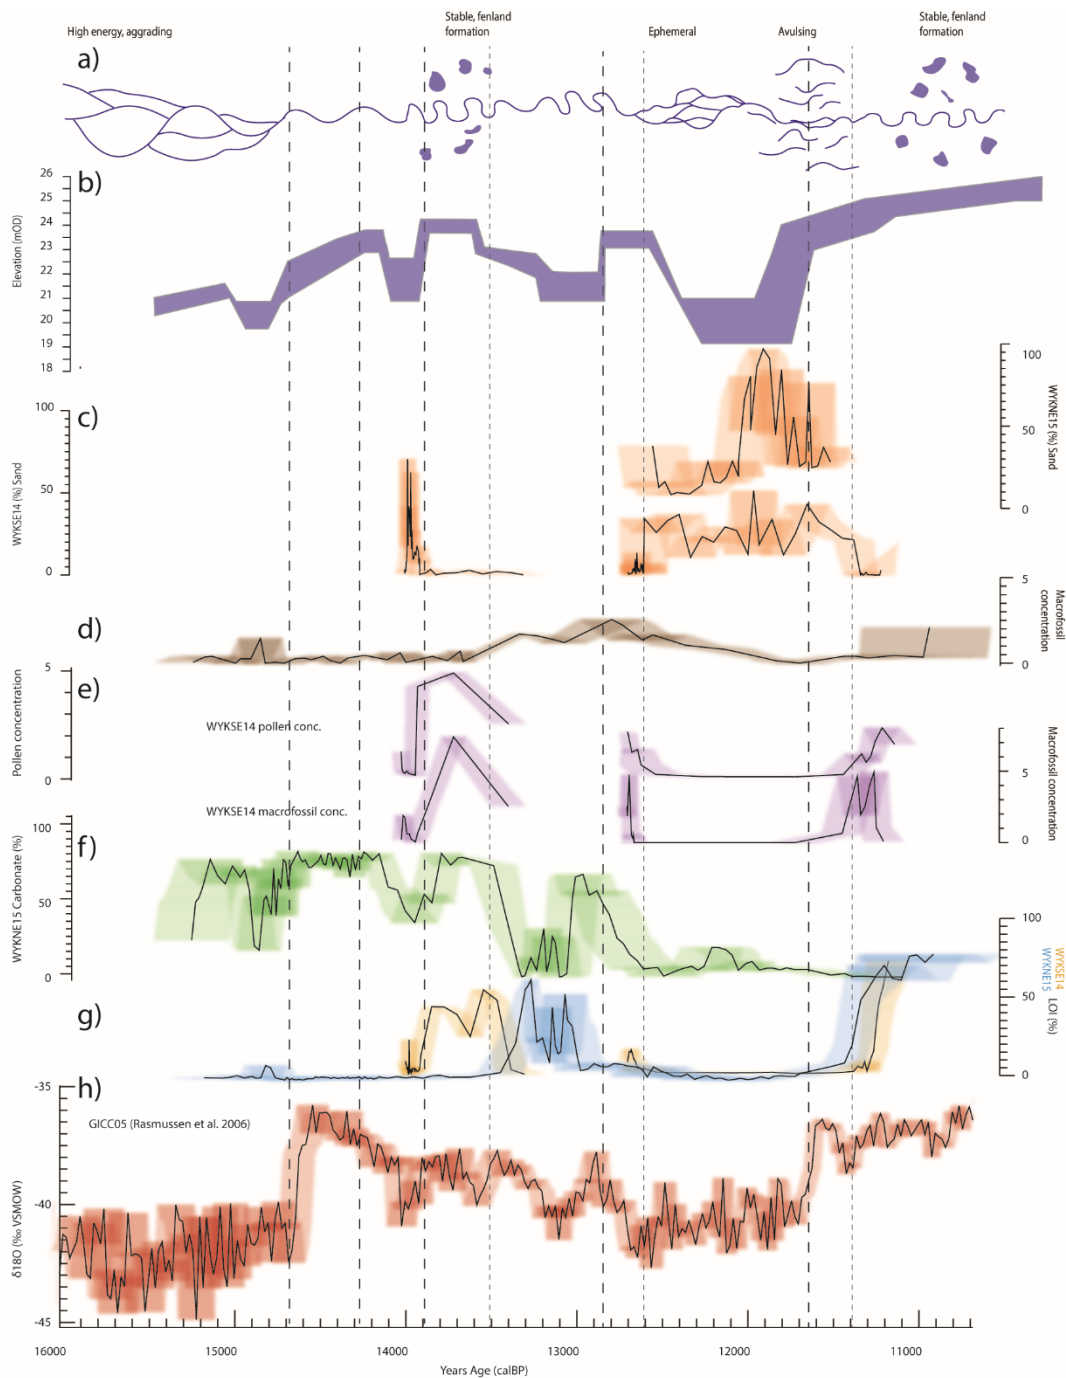 High energy, aggrading
Stable, fenland
formation
Ephemeral
Avulsing
Stable, fenland
formation
a)
b)
26
25
24
23
22
21
20
19
18
Elevation (mOD)
c)
100
50
0
WYKSE14 (%) Sand
100
50
0
WYKNE15 (%) Sand
d)
5
0
Macrofossil
concentration
e)
5
0
Pollen concentration
WYKSE14 pollen conc.
WYKSE14 macrofossil conc.
5
0
Macrofossil concentration
f)
100
50
0
WYKNE15 Carbonate (%)
g)
100
50
0
WYKSE14
WYKNE15
LOI (%)
h)
-35
-40
-45
GICC05 (Rasmussen et al. 2006)
δ18O (‰ VSMOW)
16000
15000
14000
13000
12000
11000
Years Age (calBP)